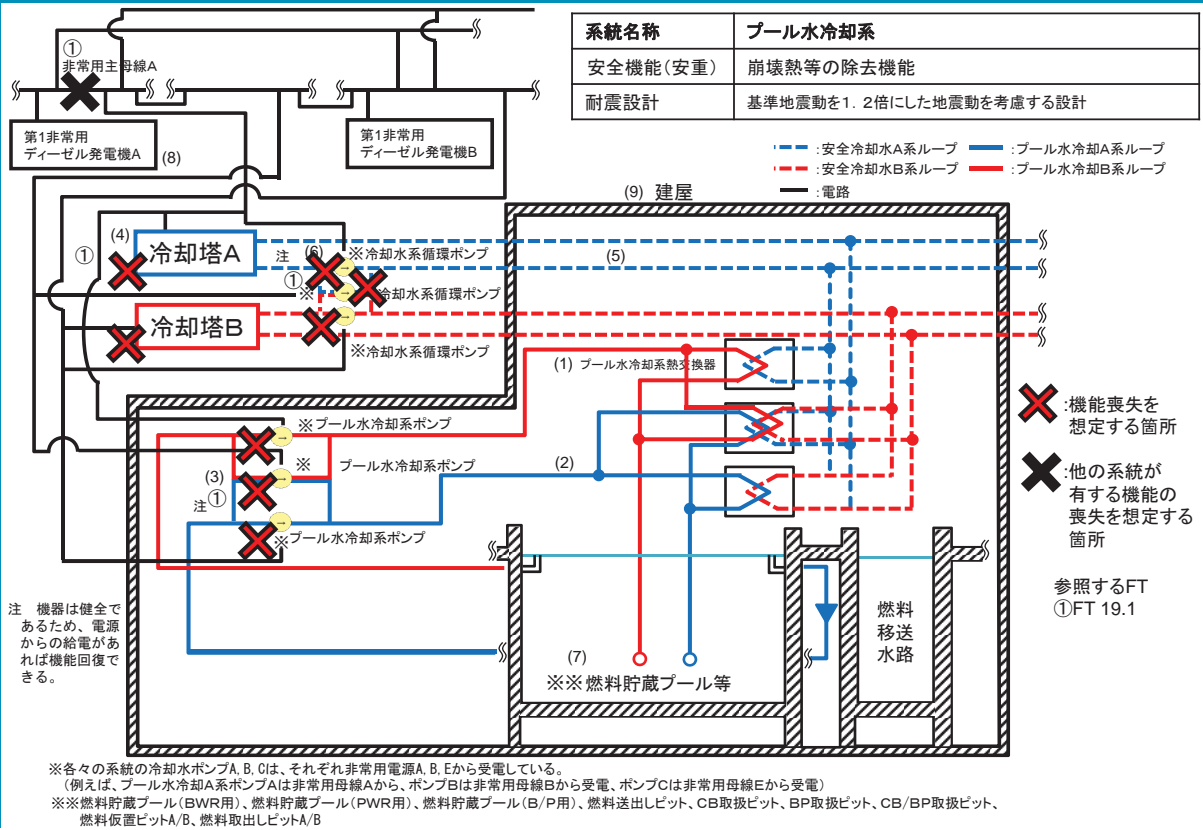 系統名称
プール水冷却系
安全機能(安重)
崩壊熱等の除去機能
耐震設計
基準地震動を1.2倍にした地震動を考慮する設計
①
非常用主母線A
第1非常用
ディーゼル発電機A
(8)
第1非常用
ディーゼル発電機B
:安全冷却水A系ループ
:プール水冷却A系ループ
:安全冷却水B系ループ
:プール水冷却B系ループ
:電路
(9) 建屋
①
(4)
冷却塔A
注
(6)
※冷却水系循環ポンプ
(5)
①
※
冷却水系循環ポンプ
冷却塔B
※冷却水系循環ポンプ
(1) プール水冷却系熱交換器
※プール水冷却系ポンプ
※
プール水冷却系ポンプ
(2)
(3)
注①
※プール水冷却系ポンプ
:機能喪失を
想定する箇所
:他の系統が
有する機能の
喪失を想定する
箇所
参照するFT
①FT 19.1
注 機器は健全で
あるため、電源
からの給電があ
れば機能回復で
きる。
燃料
移送
水路
(7)
※※燃料貯蔵プール等
※各々の系統の冷却水ポンプA, B, Cは、それぞれ非常用電源A, B, Eから受電している。
(例えば、プール水冷却A系ポンプAは非常用母線Aから、ポンプBは非常用母線Bから受電、ポンプCは非常用母線Eから受電)
※※燃料貯蔵プール(BWR用)、燃料貯蔵プール(PWR用)、燃料貯蔵プール(B/P用)、燃料送出しピット、CB取扱ピット、BP取扱ピット、CB/BP取扱ピット、
燃料仮置ピットA/B、燃料取出しピットA/B